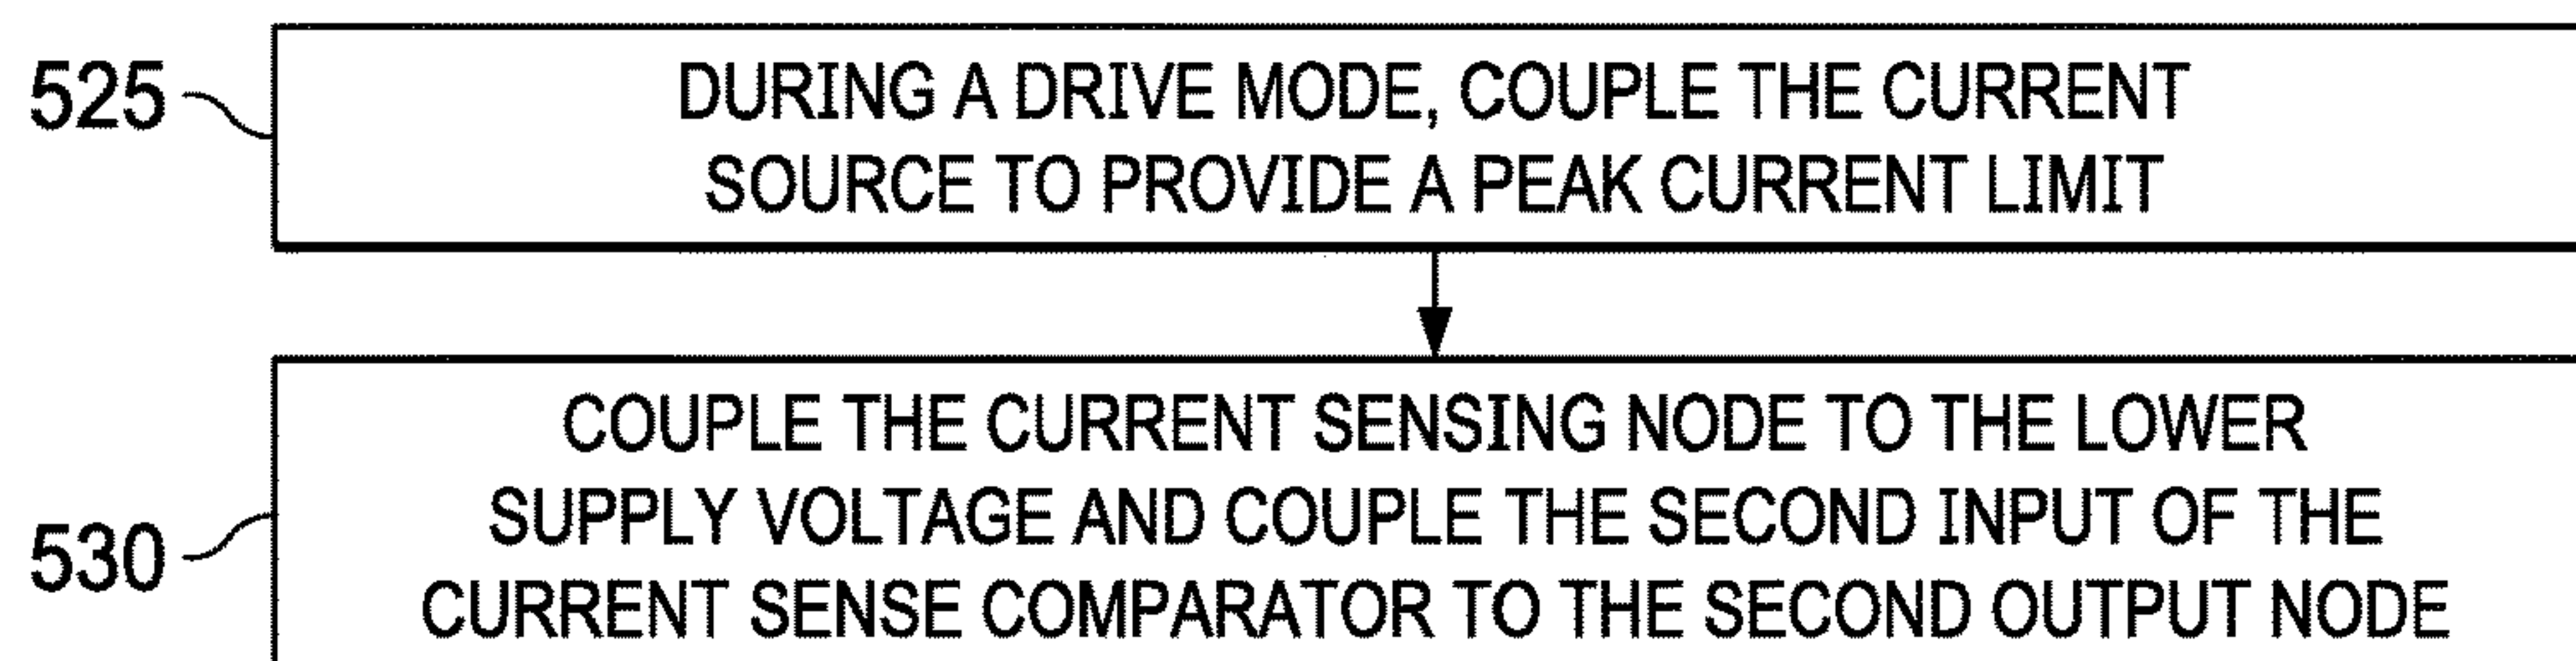 525
DURING A DRIVE MODE, COUPLE THE CURRENT
SOURCE TO PROVIDE A PEAK CURRENT LIMIT
530
COUPLE THE CURRENT SENSING NODE TO THE LOWER
SUPPLY VOLTAGE AND COUPLE THE SECOND INPUT OF THE
CURRENT SENSE COMPARATOR TO THE SECOND OUTPUT NODE